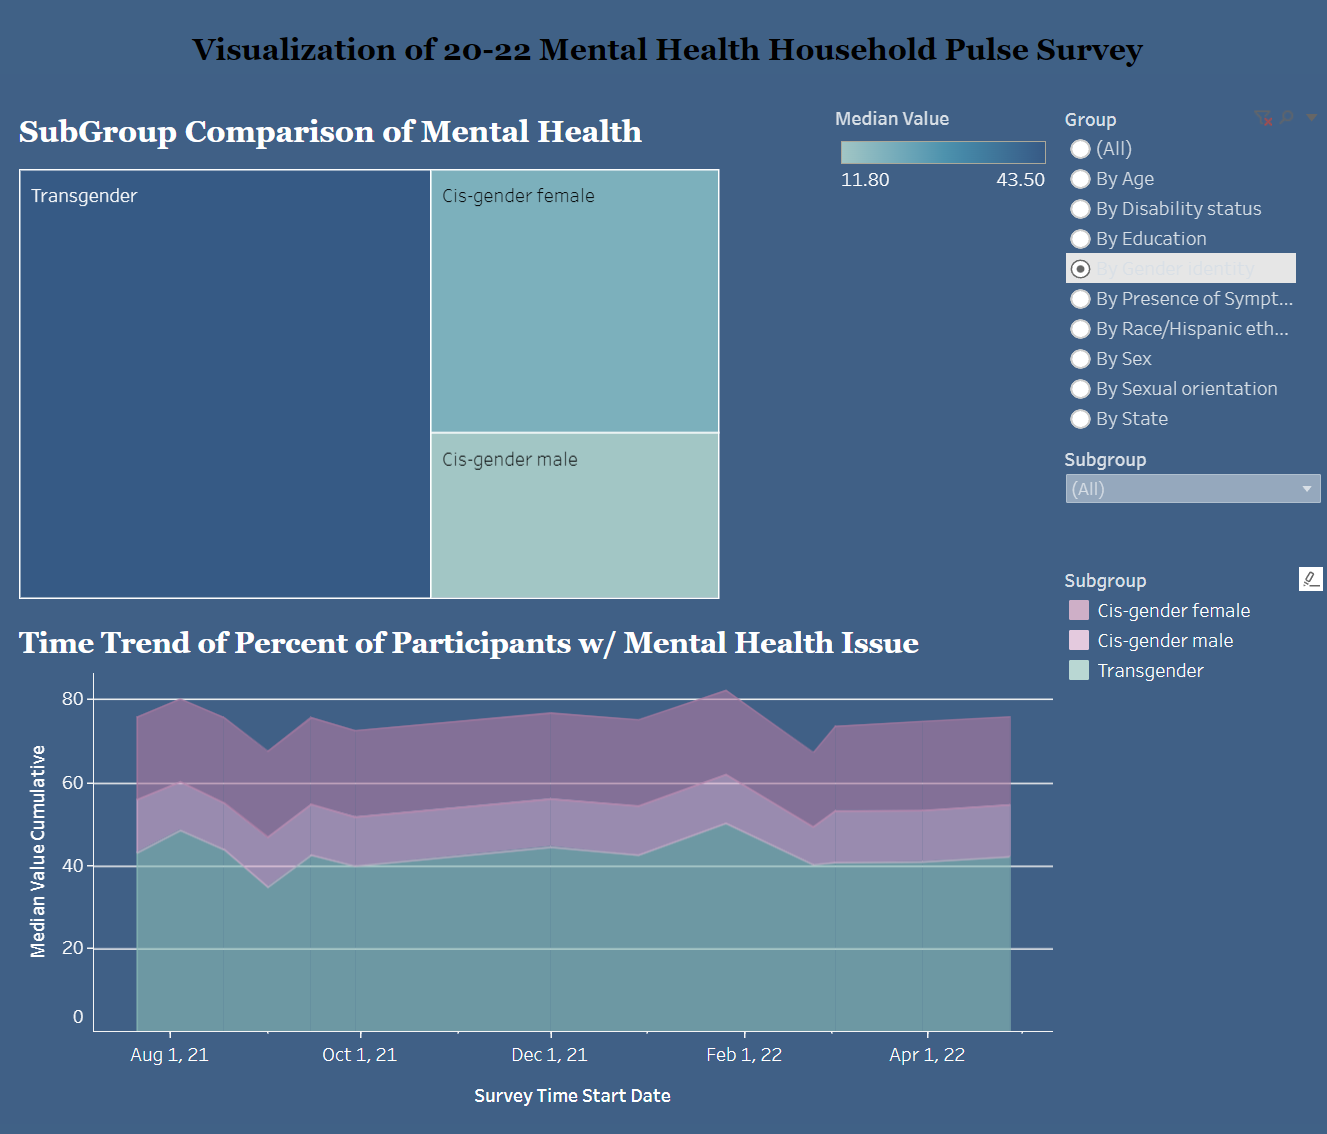 Visualization of 20-22 Mental Health Household Pulse Survey
SubGroup Comparison of Mental Health
Transgender
Cis-gender female
Cis-gender male
Median Value
11.80 43.50
Group
(All)
By Age
By Disability status
By Education
By Gender identity
By Presence of Sympt...
By Race/Hispanic eth...
By Sex
By Sexual orientation
By State
Subgroup
(All)
Subgroup
Cis-gender female
Cis-gender male
Transgender
Time Trend of Percent of Participants w/ Mental Health Issue
Median Value Cumulative
80
60
40
20
0
Aug 1, 21 Oct 1, 21 Dec 1, 21 Feb 1, 22 Apr 1, 22
Survey Time Start Date